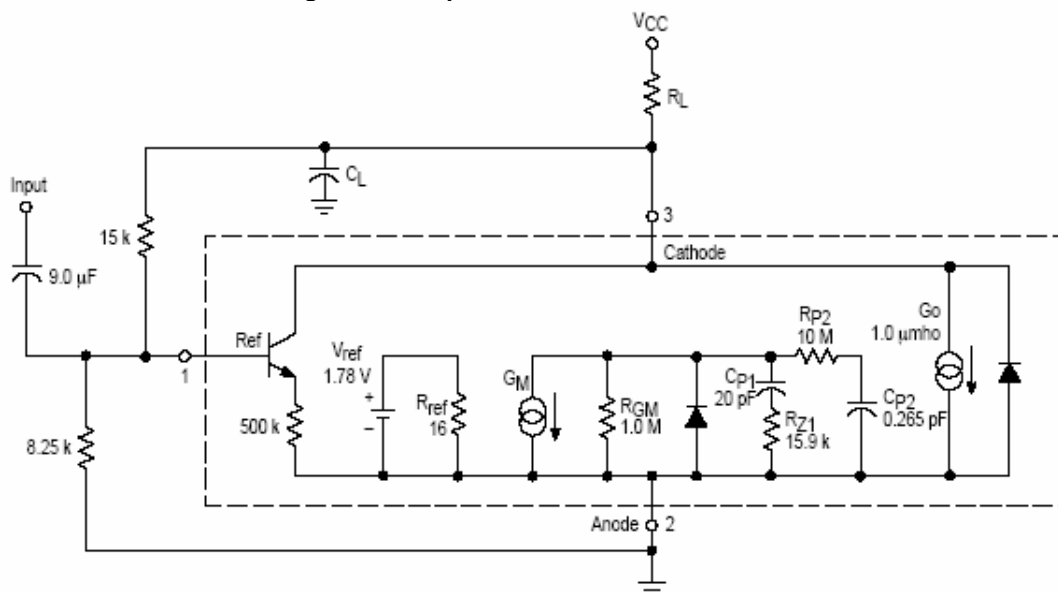 VCC
RL
CL
Input
15 k
3
Cathode
9.0 µF
RP2
10 M
Go
1.0 µmho
Ref
Vref
1.78 V
GM
CP1
20 pF
1
+
–
Rref
16
RGM
1.0 M
CP2
0.265 pF
500 k
RZ1
15.9 k
8.25 k
Anode
2